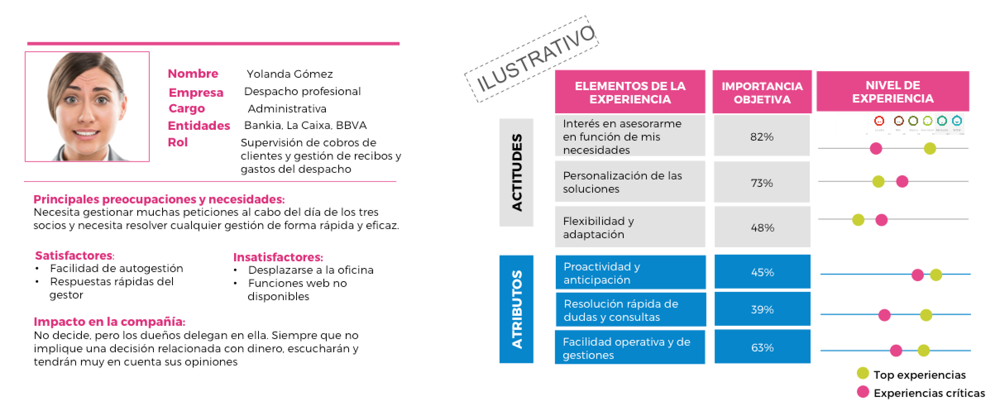 Nombre Yolanda Gómez
Empresa Despacho profesional
Cargo Administrativa
Entidades Bankia, La Caixa, BBVA
Rol Supervisión de cobros de
clientes y gestión de recibos y
gastos del despacho
Principales preocupaciones y necesidades:
Necesita gestionar muchas peticiones al cabo del día de los tres
socios y necesita resolver cualquier gestión de forma rápida y eficaz.
Satisfactores:
• Facilidad de autogestión
• Respuestas rápidas del
gestor
Insatisfactores:
• Desplazarse a la oficina
• Funciones web no
disponibles
Impacto en la compañía:
No decide, pero los dueños delegan en ella. Siempre que no
implique una decisión relacionada con dinero, escucharán y
tendrán muy en cuenta sus opiniones
ILUSTRATIVO
ELEMENTOS DE LA
EXPERIENCIA
IMPORTANCIA
OBJETIVA
NIVEL DE
EXPERIENCIA
ACTITUDES
Interés en asesorarme
en función de mis
necesidades
82%
Personalización de las
soluciones
73%
Flexibilidad y
adaptación
48%
ATRIBUTOS
Proactividad y
anticipación
45%
Resolución rápida de
dudas y consultas
39%
Facilidad operativa y de
gestiones
63%
Top experiencias
Experiencias críticas